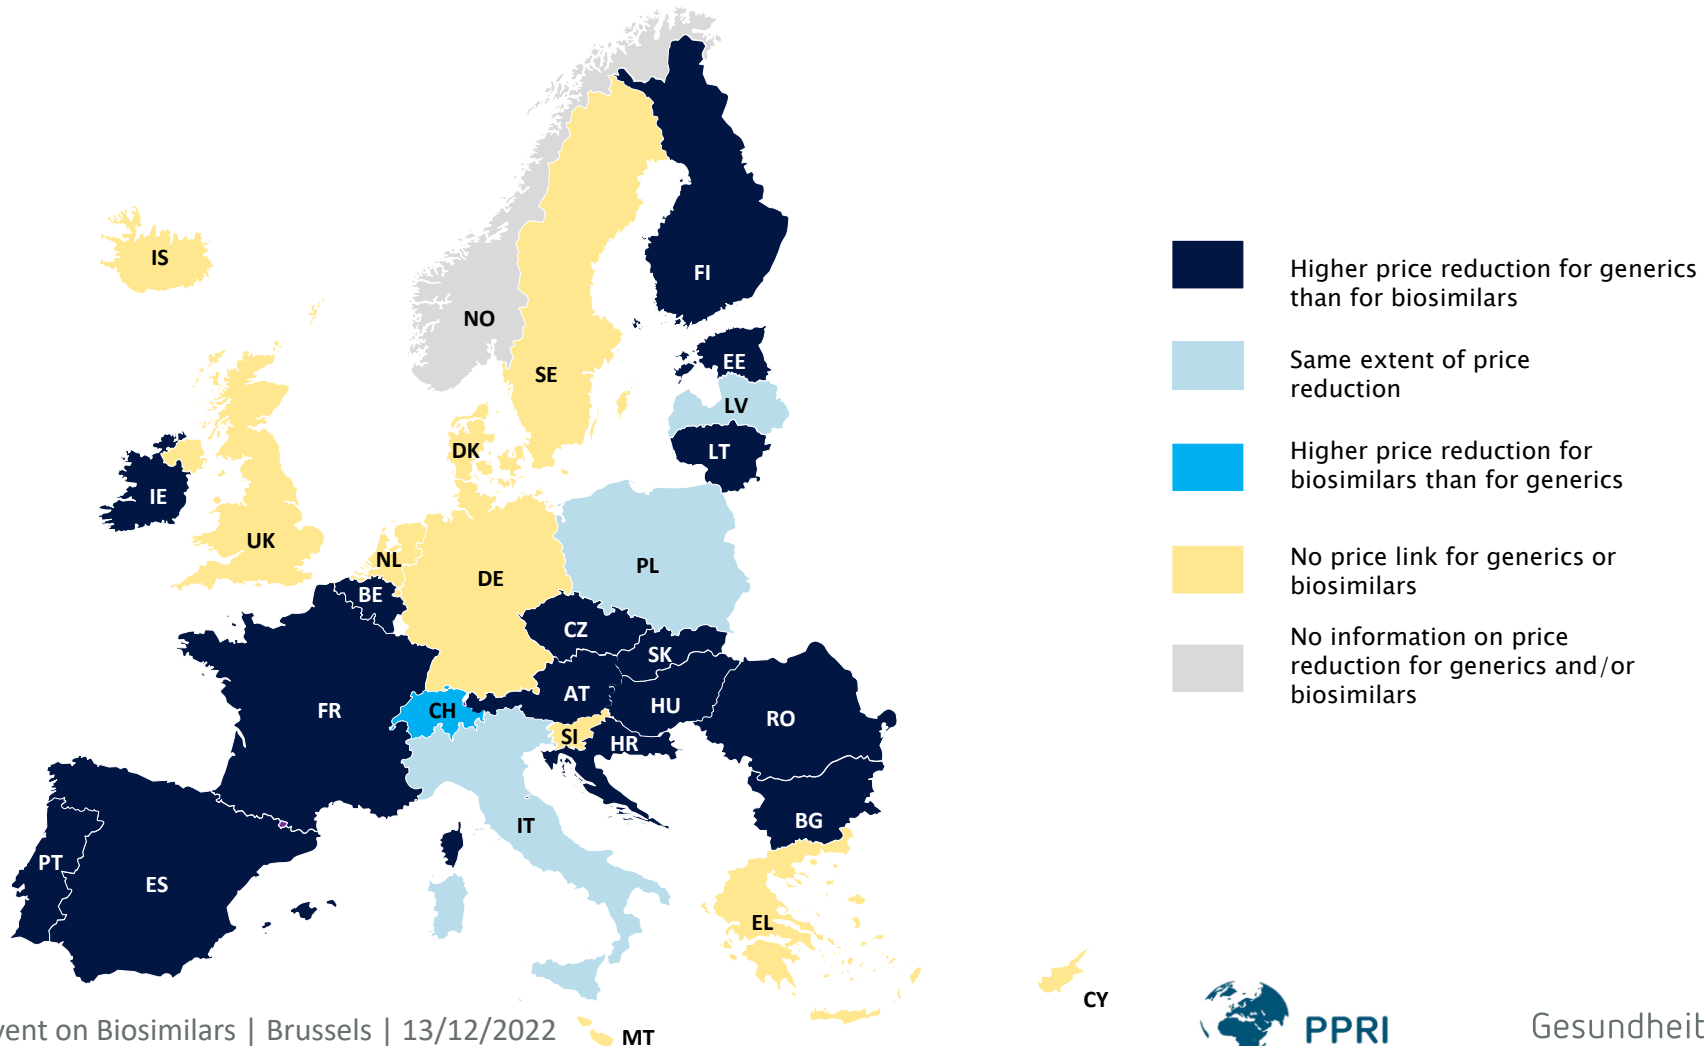 IS
FI
NO
SE
EE
LV
LT
DK
IE
UK
NL
BE
DE
PL
CZ
SK
AT
HU
RO
FR
CH
SI
HR
IT
BG
PT
ES
EL
CY
MT
Higher price reduction for generics
than for biosimilars
Same extent of price
reduction
Higher price reduction for
biosimilars than for generics
No price link for generics or
biosimilars
No information on price
reduction for generics and/or
biosimilars
vent on Biosimilars | Brussels | 13/12/2022
PPRI
Gesundheit